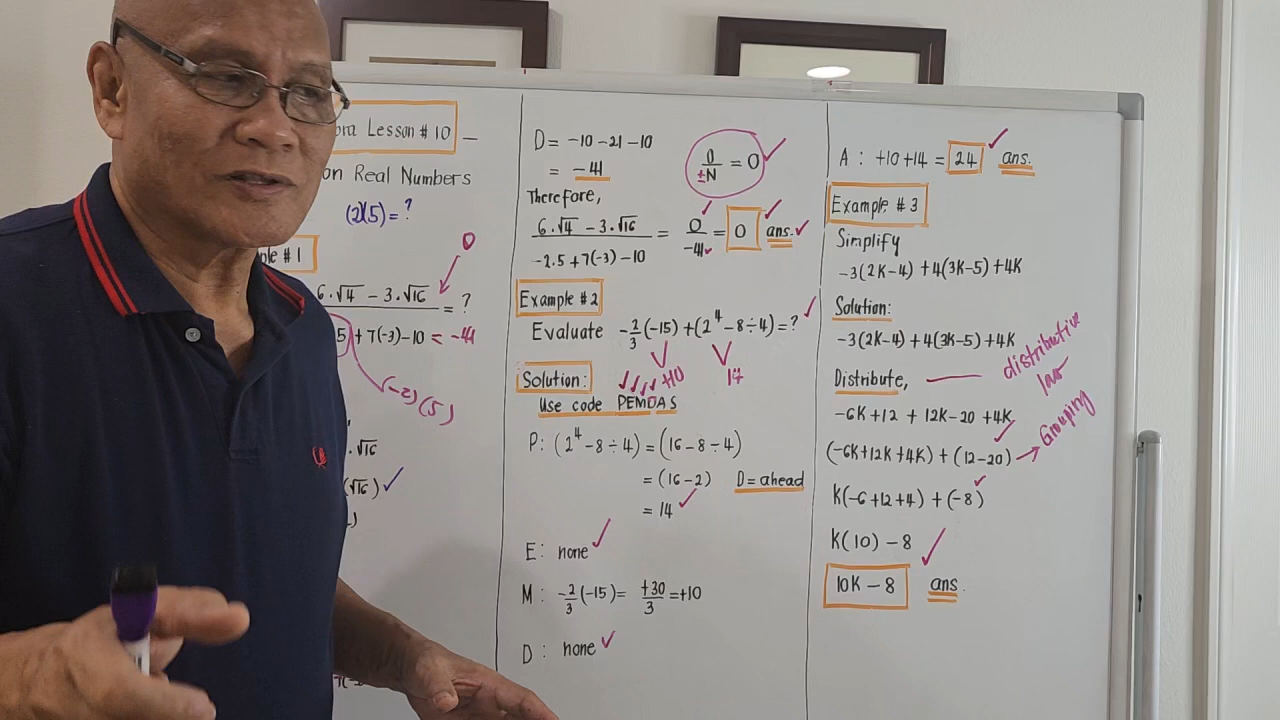 bra Lesson # 10 —
on Real Numbers
(2)(5) = ?
ple #1
0
6.√4 − 3.√16 = ?
5 + 7(-3) −10 = -41
(-2)(5)
.√16
(√16) ✓
D = −10 −21 −10
= −41
0/±N = 0 ✓
Therefore,
6.√4 − 3.√16 / -2.5 + 7(-3) −10 = 0/-41 = 0 ans. ✓
Example #2
Evaluate -2/3(−15) + (2^4 − 8 ÷ 4) = ? ✓
+10 14
Solution:
Use code PEMDAS
P: (2^4 − 8 ÷ 4) = (16 − 8 ÷ 4)
= (16 − 2) D = ahead
= 14 ✓
E: none ✓
M: -2/3(−15) = +30/3 = +10
D: none ✓
A: +10 + 14 = 24 ans. ✓
Example #3
Simplify
−3(2K−4) + 4(3K−5) + 4K
Solution:
−3(2K−4) + 4(3K−5) + 4K
Distribute, — distributive law
−6K + 12 + 12K − 20 + 4K
(−6K + 12K + 4K) + (12 − 20) → Grouping
K(−6 + 12 + 4) + (−8) ✓
K(10) − 8 ✓
10K − 8 ans.